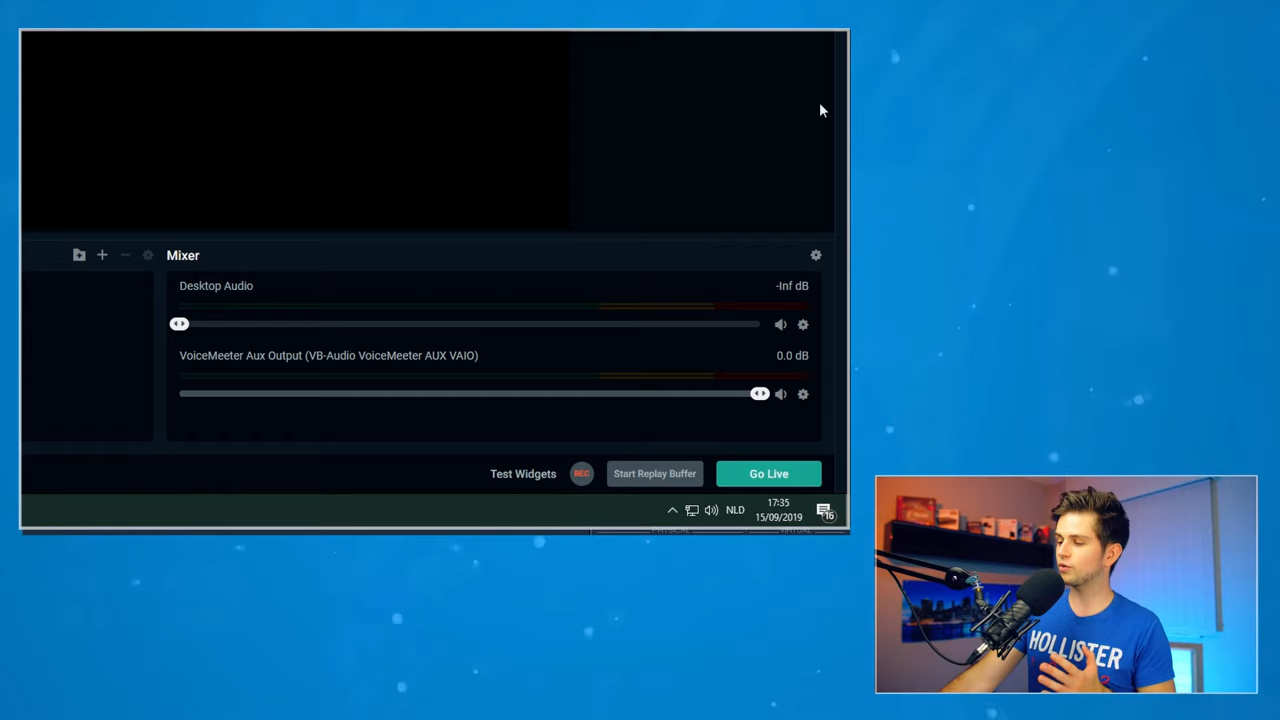 Mixer
Desktop Audio
-Inf dB
VoiceMeeter Aux Output (VB-Audio VoiceMeeter AUX VAIO)
0.0 dB
Test Widgets
REC
Start Replay Buffer
Go Live
NLD
17:35
15/09/2019
16
HOLLISTER